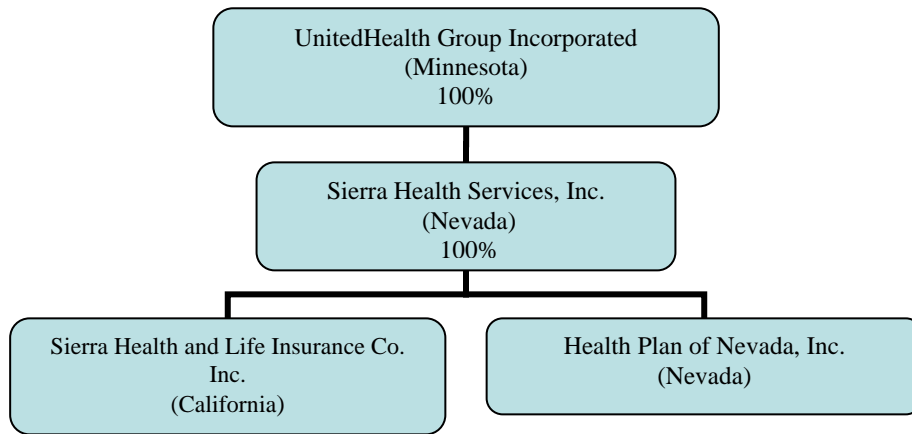 UnitedHealth Group Incorporated
(Minnesota)
100%
Sierra Health Services, Inc.
(Nevada)
100%
Sierra Health and Life Insurance Co.
Inc.
(California)
Health Plan of Nevada, Inc.
(Nevada)